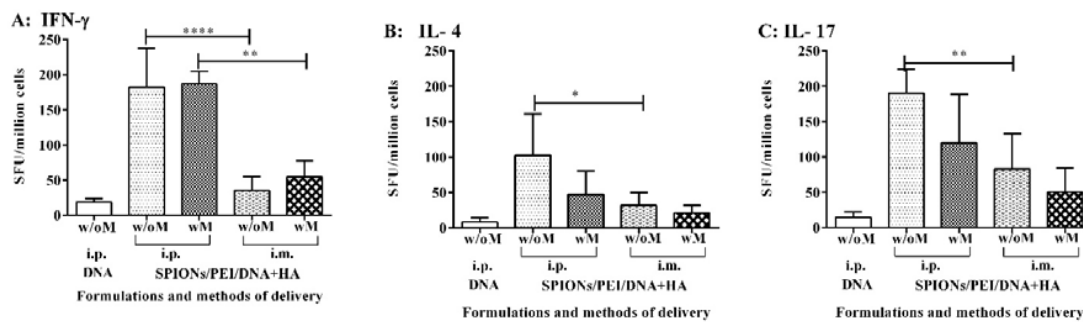 A: IFN-γ
SFU/million cells
250
200
150
100
50
0
****
**
w/oM w/oM wM w/oM wM
i.p. i.p. i.m.
DNA SPIONs/PEI/DNA+HA
Formulations and methods of delivery
B: IL- 4
SFU/million cells
250
200
150
100
50
0
*
w/oM w/oM wM w/oM wM
i.p. i.p. i.m.
DNA SPIONs/PEI/DNA+HA
Formulations and methods of delivery
C: IL- 17
SFU/million cells
250
200
150
100
50
0
**
w/oM w/oM wM w/oM wM
i.p. i.p. i.m.
DNA SPIONs/PEI/DNA+HA
Formulations and methods of delivery